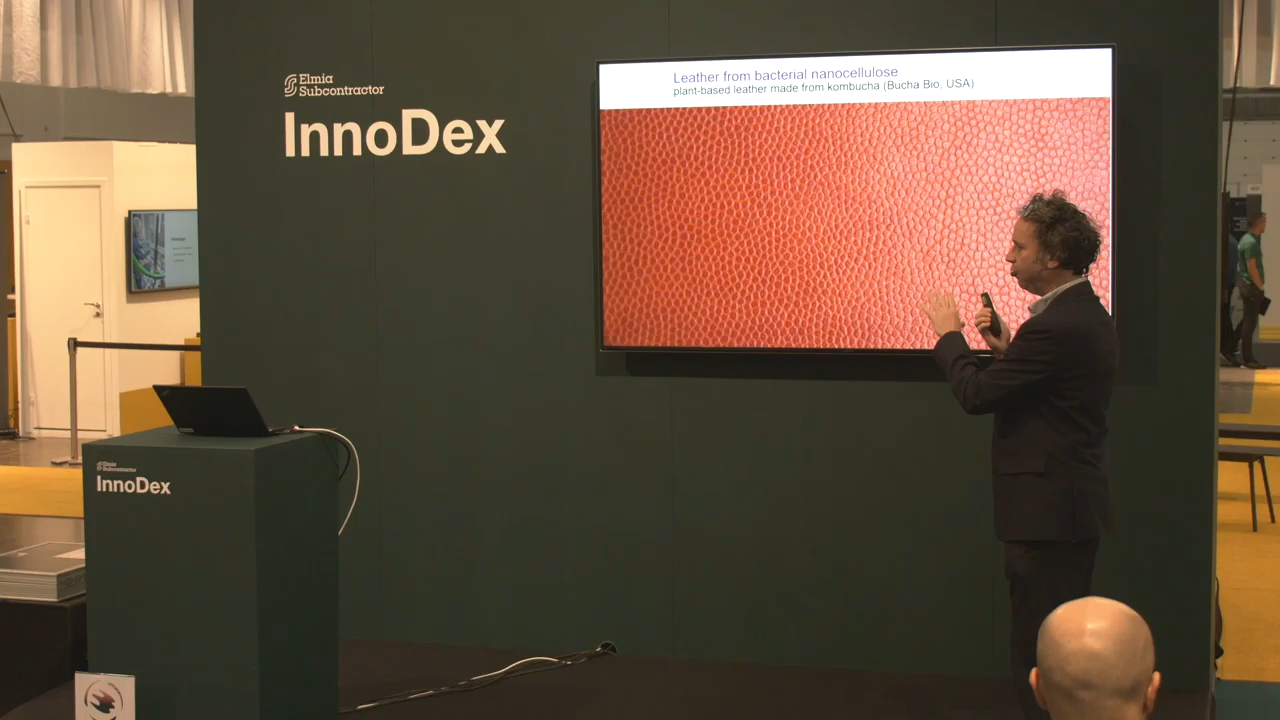 Elmia
Subcontractor
InnoDex
Leather from bacterial nanocellulose
plant-based leather made from kombucha (Bucha Bio, USA)
Elmia
Subcontractor
InnoDex